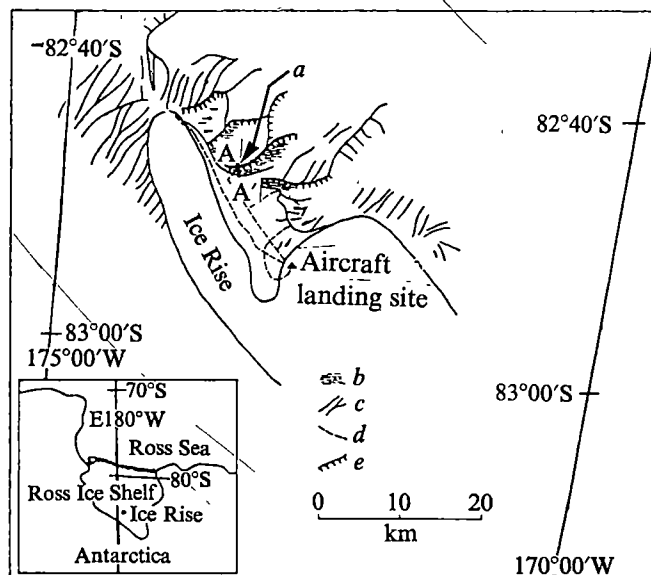 82°40′S
a
82°40′S
A
A′
Ice Rise
Aircraft
landing site
83°00′S
175°00′W
b
83°00′S
c
d
e
70°S
E180°W
Ross Sea
80°S
Ross Ice Shelf
Ice Rise
Antarctica
0 10 20
km
170°00′W